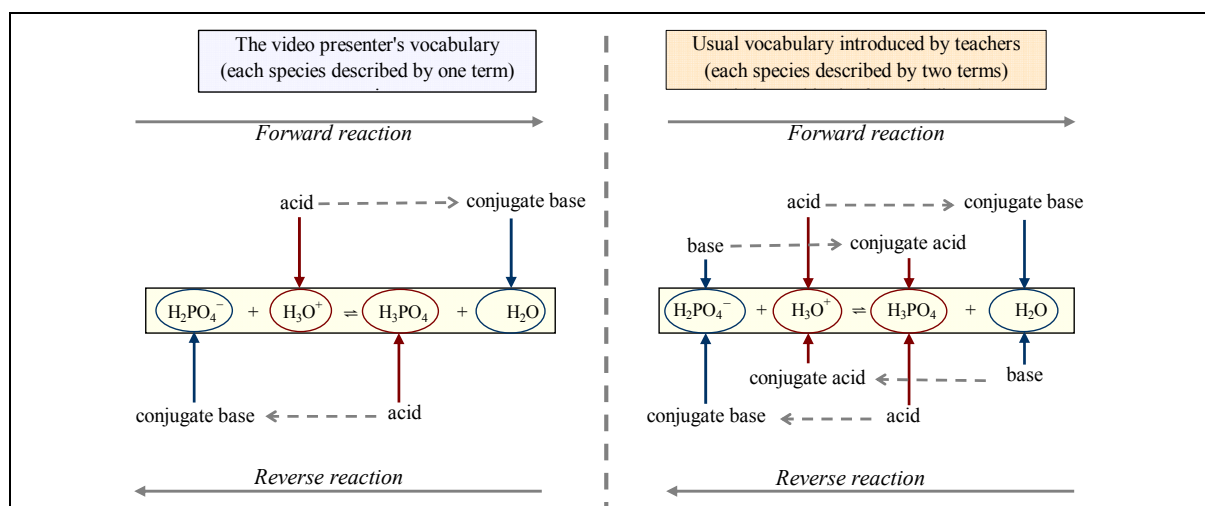 The video presenter's vocabulary
(each species described by one term)
Forward reaction
acid
conjugate base
H₂PO₄⁻ + H₃O⁺ ⇌ H₃PO₄ + H₂O
conjugate base
acid
Reverse reaction
Usual vocabulary introduced by teachers
(each species described by two terms)
Forward reaction
acid
conjugate base
base
conjugate acid
H₂PO₄⁻ + H₃O⁺ ⇌ H₃PO₄ + H₂O
conjugate acid
base
conjugate base
acid
Reverse reaction